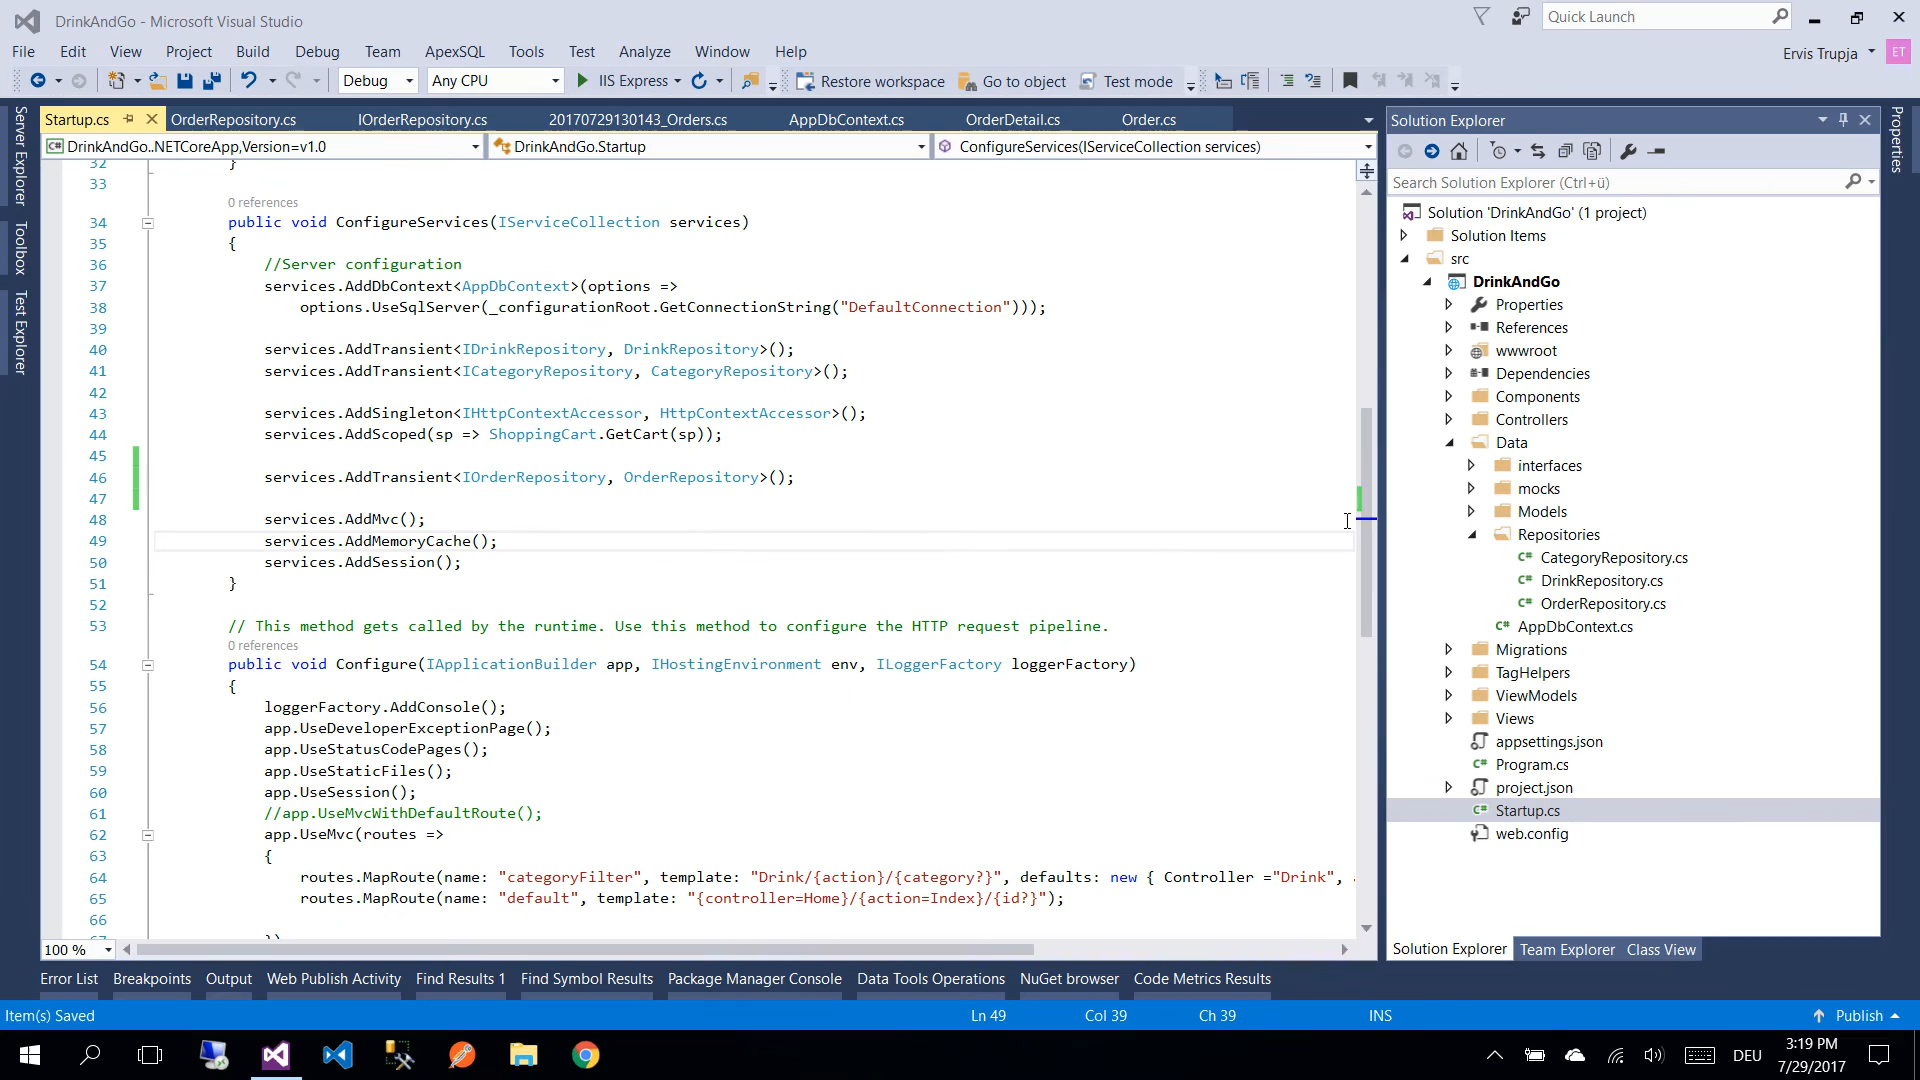 DrinkAndGo - Microsoft Visual Studio
Quick Launch
File Edit View Project Build Debug Team ApexSQL Tools Test Analyze Window Help
Ervis Trupja ET
Debug Any CPU IIS Express Restore workspace Go to object Test mode
Server Explorer
Toolbox
Test Explorer
Startup.cs OrderRepository.cs IOrderRepository.cs 20170729130143_Orders.cs AppDbContext.cs OrderDetail.cs Order.cs
DrinkAndGo..NETCoreApp,Version=v1.0 DrinkAndGo.Startup ConfigureServices(IServiceCollection services)
32 }
33
0 references
34 public void ConfigureServices(IServiceCollection services)
35 {
36 //Server configuration
37 services.AddDbContext<AppDbContext>(options =>
38 options.UseSqlServer(_configurationRoot.GetConnectionString("DefaultConnection")));
39
40 services.AddTransient<IDrinkRepository, DrinkRepository>();
41 services.AddTransient<ICategoryRepository, CategoryRepository>();
42
43 services.AddSingleton<IHttpContextAccessor, HttpContextAccessor>();
44 services.AddScoped(sp => ShoppingCart.GetCart(sp));
45
46 services.AddTransient<IOrderRepository, OrderRepository>();
47
48 services.AddMvc();
49 services.AddMemoryCache();
50 services.AddSession();
51 }
52
53 // This method gets called by the runtime. Use this method to configure the HTTP request pipeline.
0 references
54 public void Configure(IApplicationBuilder app, IHostingEnvironment env, ILoggerFactory loggerFactory)
55 {
56 loggerFactory.AddConsole();
57 app.UseDeveloperExceptionPage();
58 app.UseStatusCodePages();
59 app.UseStaticFiles();
60 app.UseSession();
61 //app.UseMvcWithDefaultRoute();
62 app.UseMvc(routes =>
63 {
64 routes.MapRoute(name: "categoryFilter", template: "Drink/{action}/{category?}", defaults: new { Controller ="Drink",
65 routes.MapRoute(name: "default", template: "{controller=Home}/{action=Index}/{id?}");
66
100 %
Solution Explorer
Search Solution Explorer (Ctrl+ü)
Solution 'DrinkAndGo' (1 project)
Solution Items
src
DrinkAndGo
Properties
References
wwwroot
Dependencies
Components
Controllers
Data
interfaces
mocks
Models
Repositories
C# CategoryRepository.cs
C# DrinkRepository.cs
C# OrderRepository.cs
C# AppDbContext.cs
Migrations
TagHelpers
ViewModels
Views
appsettings.json
C# Program.cs
project.json
C# Startup.cs
web.config
Solution Explorer Team Explorer Class View
Properties
Error List Breakpoints Output Web Publish Activity Find Results 1 Find Symbol Results Package Manager Console Data Tools Operations NuGet browser Code Metrics Results
Item(s) Saved Ln 49 Col 39 Ch 39 INS Publish
DEU
3:19 PM
7/29/2017